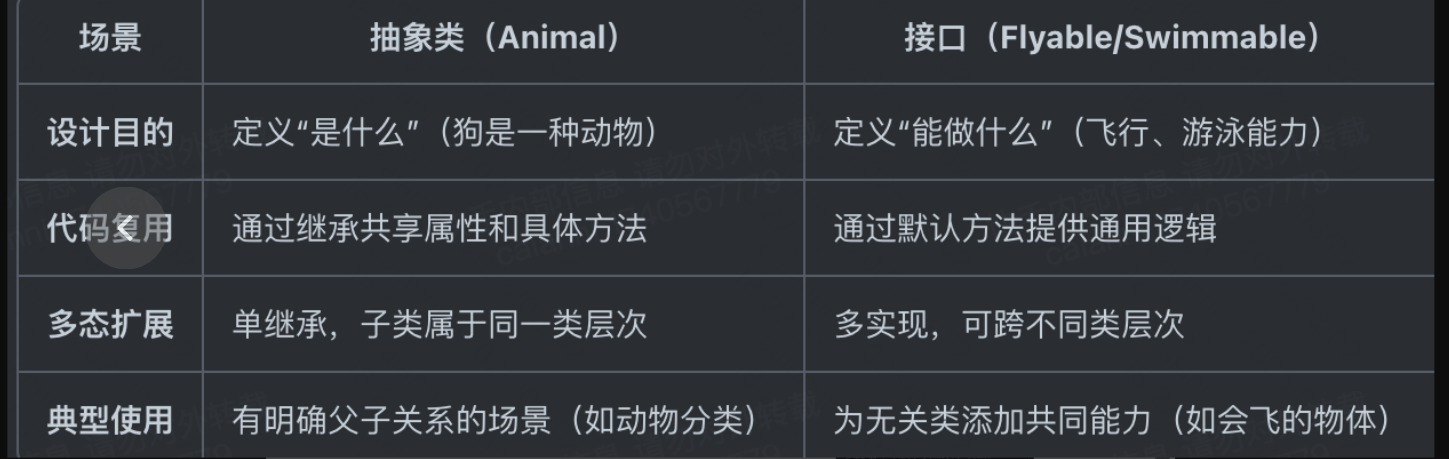 场景 抽象类（Animal） 接口（Flyable/Swimmable）
设计目的 定义“是什么”（狗是一种动物） 定义“能做什么”（飞行、游泳能力）
代码复用 通过继承共享属性和具体方法 通过默认方法提供通用逻辑
多态扩展 单继承，子类属于同一类层次 多实现，可跨不同类层次
典型使用 有明确父子关系的场景（如动物分类） 为无关类添加共同能力（如会飞的物体）